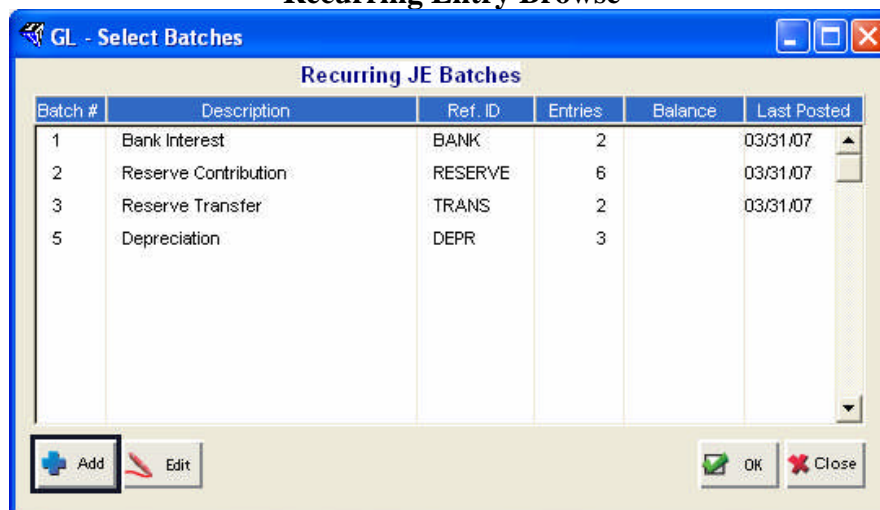 Recurring Entry Browse
GL - Select Batches
Recurring JE Batches
Batch # Description Ref. ID Entries Balance Last Posted
1 Bank Interest BANK 2 03/31/07
2 Reserve Contribution RESERVE 6 03/31/07
3 Reserve Transfer TRANS 2 03/31/07
5 Depreciation DEPR 3
Add Edit OK Close